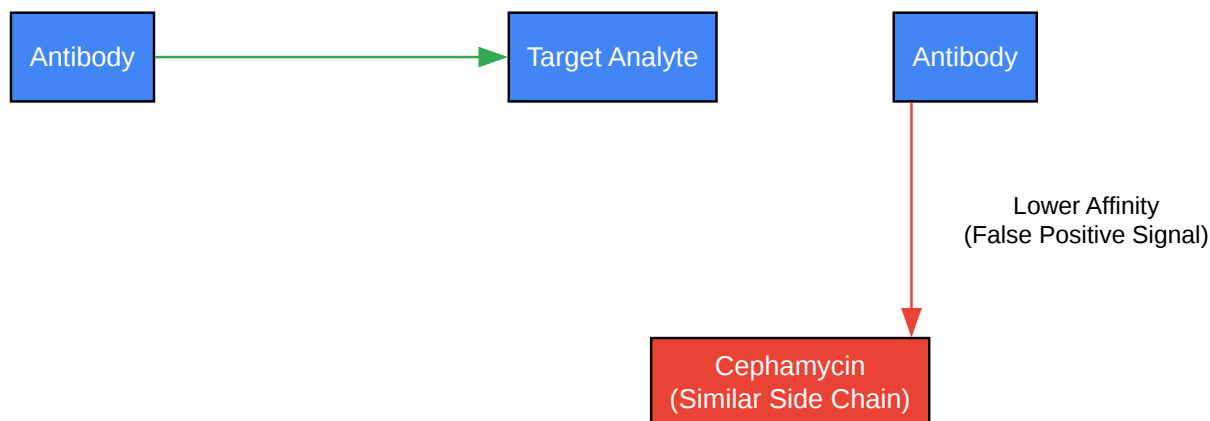 Antibody
Target Analyte
Antibody
Lower Affinity
(False Positive Signal)
Cephamycin
(Similar Side Chain)